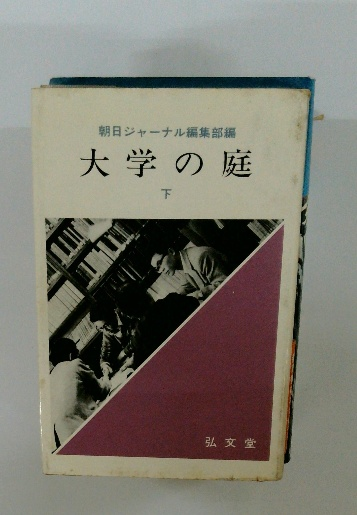 朝日ジャーナル編集部編
大学の庭
下
弘文堂